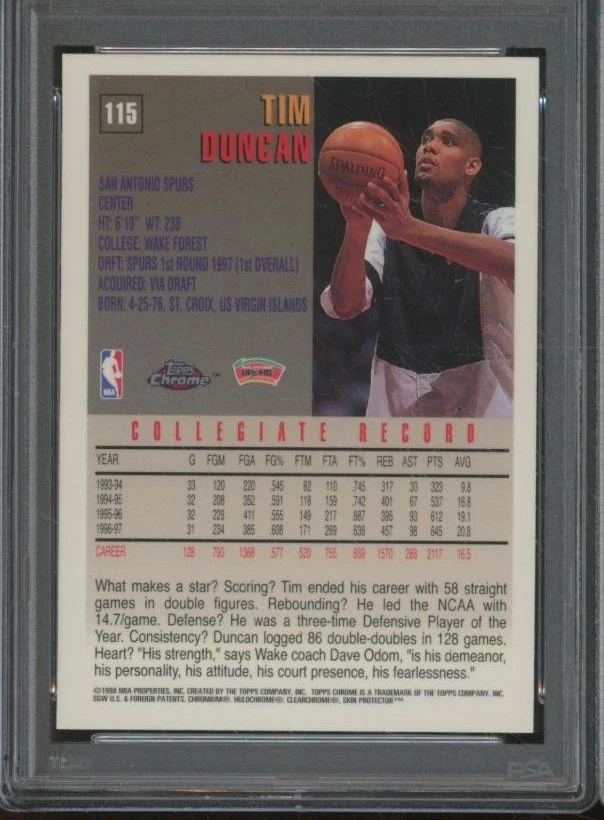 115
TIM
DUNCAN
SPALDING
SAN ANTONIO SPURS
CENTER
HT: 6'10" WT: 238
COLLEGE: WAKE FOREST
DRFT: SPURS 1st ROUND 1997 (1st OVERALL)
ACQUIRED: VIA DRAFT
BORN: 4-25-76, ST. CROIX, US VIRGIN ISLANDS
NBA
Topps
Chrome™
SPURS
COLLEGIATE RECORD
YEAR G FGM FGA FG% FTM FTA FT% REB AST PTS AVG
1993-94 33 120 220 .545 82 110 .745 317 30 323 9.8
1994-95 32 208 352 .591 118 159 .742 401 67 537 16.8
1995-96 32 228 411 .555 149 217 .687 395 93 612 19.1
1996-97 31 234 385 .608 171 269 .636 457 98 645 20.8
CAREER 128 790 1368 .577 520 755 .689 1570 288 2117 16.5
What makes a star? Scoring? Tim ended his career with 58 straight
games in double figures. Rebounding? He led the NCAA with
14.7/game. Defense? He was a three-time Defensive Player of the
Year. Consistency? Duncan logged 86 double-doubles in 128 games.
Heart? "His strength," says Wake coach Dave Odom, "is his demeanor,
his personality, his attitude, his court presence, his fearlessness."
©1998 NBA PROPERTIES, INC. CREATED BY THE TOPPS COMPANY, INC. TOPPS CHROME IS A TRADEMARK OF THE TOPPS COMPANY, INC.
SGW U.S. & FOREIGN PATENTS. CHROMIUM®. HOLOCHROME®. CLEARCHROME®. SKIN PROTECTOR™
PSA